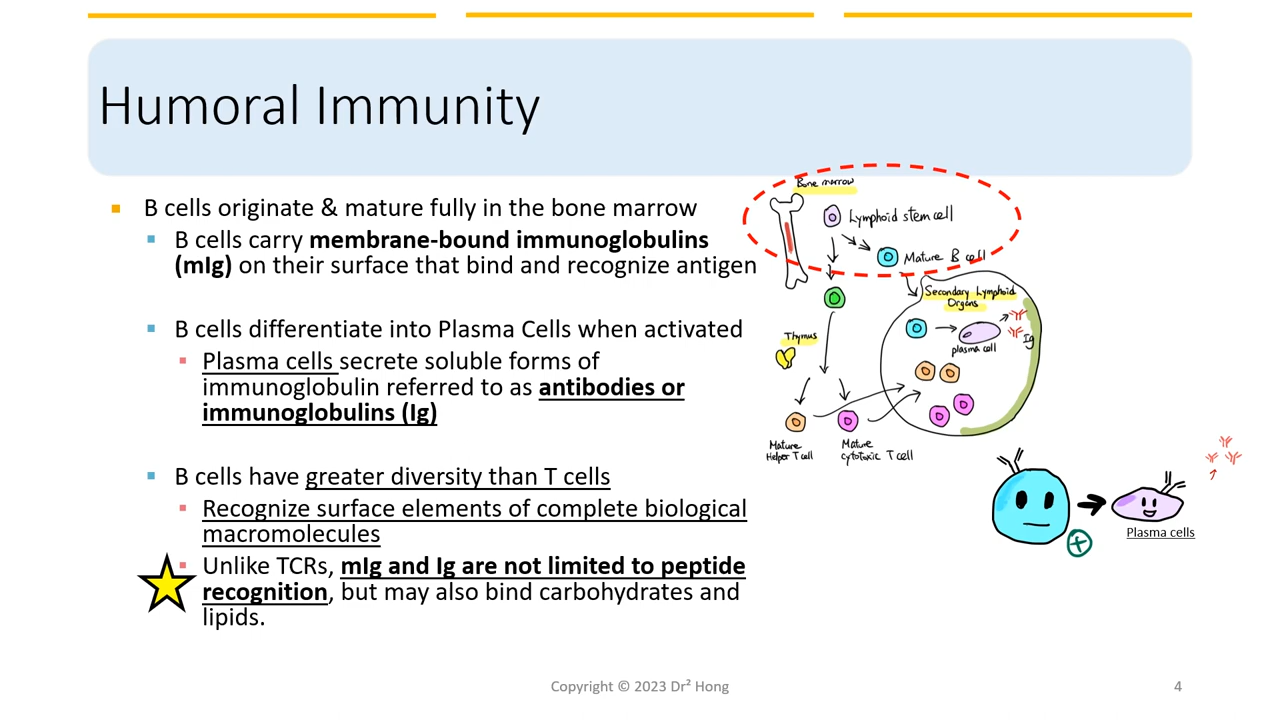 Humoral Immunity
B cells originate & mature fully in the bone marrow
B cells carry membrane-bound immunoglobulins
(mIg) on their surface that bind and recognize antigen
B cells differentiate into Plasma Cells when activated
Plasma cells secrete soluble forms of
immunoglobulin referred to as antibodies or
immunoglobulins (Ig)
B cells have greater diversity than T cells
Recognize surface elements of complete biological
macromolecules
Unlike TCRs, mIg and Ig are not limited to peptide
recognition, but may also bind carbohydrates and
lipids.
Bone marrow
Lymphoid stem cell
Mature B cell
Secondary Lymphoid
Organs
Ig
plasma cell
Thymus
Mature
Helper T cell
Mature
cytotoxic T cell
Plasma cells
Copyright © 2023 Dr² Hong
4